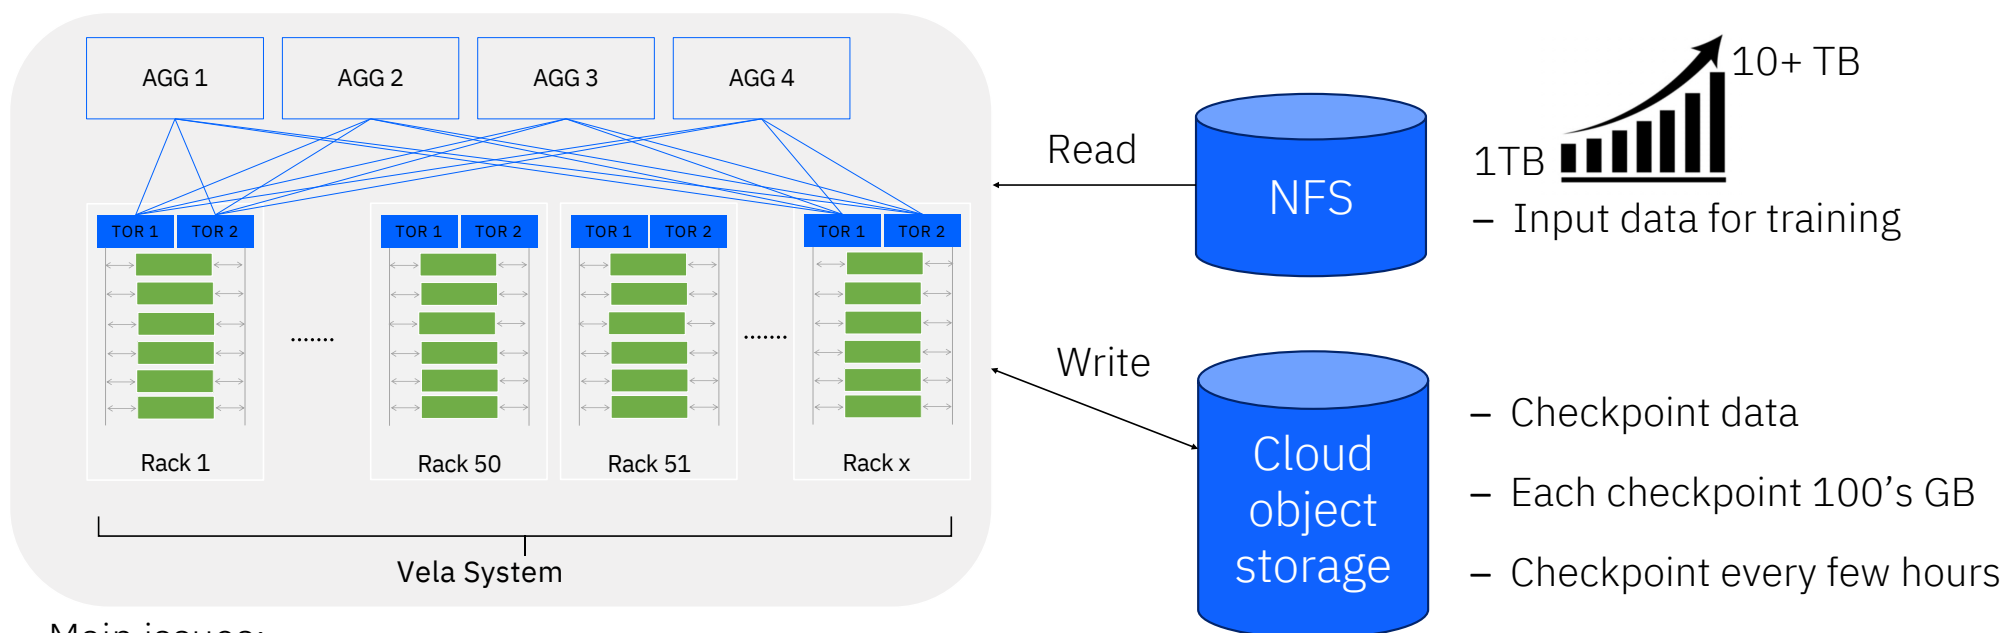 AGG 1
AGG 2
AGG 3
AGG 4
TOR 1 TOR 2
TOR 1 TOR 2
TOR 1 TOR 2
TOR 1 TOR 2
.......
.......
Rack 1
Rack 50
Rack 51
Rack x
Vela System
Main issues:
Read
NFS
10+ TB
1TB
– Input data for training
Write
Cloud
object
storage
– Checkpoint data
– Each checkpoint 100’s GB
– Checkpoint every few hours